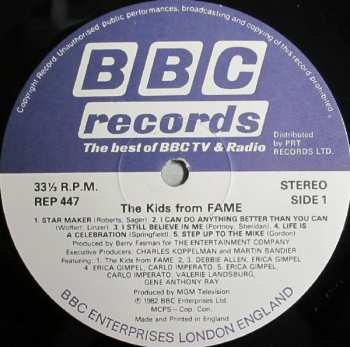 Copyright Record Unauthorised public performances, broadcasting and copying of this record prohibited
BBC
records
The best of BBC TV & Radio
Distributed
by PRT
RECORDS LTD.
33⅓ R.P.M.
REP 447
The Kids from FAME
STEREO
SIDE 1
1. STAR MAKER (Roberts, Sager) 2. I CAN DO ANYTHING BETTER THAN YOU CAN
(Wolfert, Linzer) 3. I STILL BELIEVE IN ME (Portnoy, Sheridan) 4. LIFE IS
A CELEBRATION (Springfield) 5. STEP UP TO THE MIKE (Gordon)
Produced by Barry Fasman for THE ENTERTAINMENT COMPANY
Executive Producers, CHARLES KOPPELMAN and MARTIN BANDIER
Featuring: 1. The Kids from FAME 2, 3. DEBBIE ALLEN, ERICA GIMPEL
4. ERICA GIMPEL, CARLO IMPERATO 5. ERICA GIMPEL,
CARLO IMPERATO, VALERIE LANDSBURG,
GENE ANTHONY RAY
Produced by MGM Television
℗ 1982 BBC Enterprises Ltd.
MCPS - Cop. Con.
Made and Printed in England
BBC ENTERPRISES LONDON ENGLAND